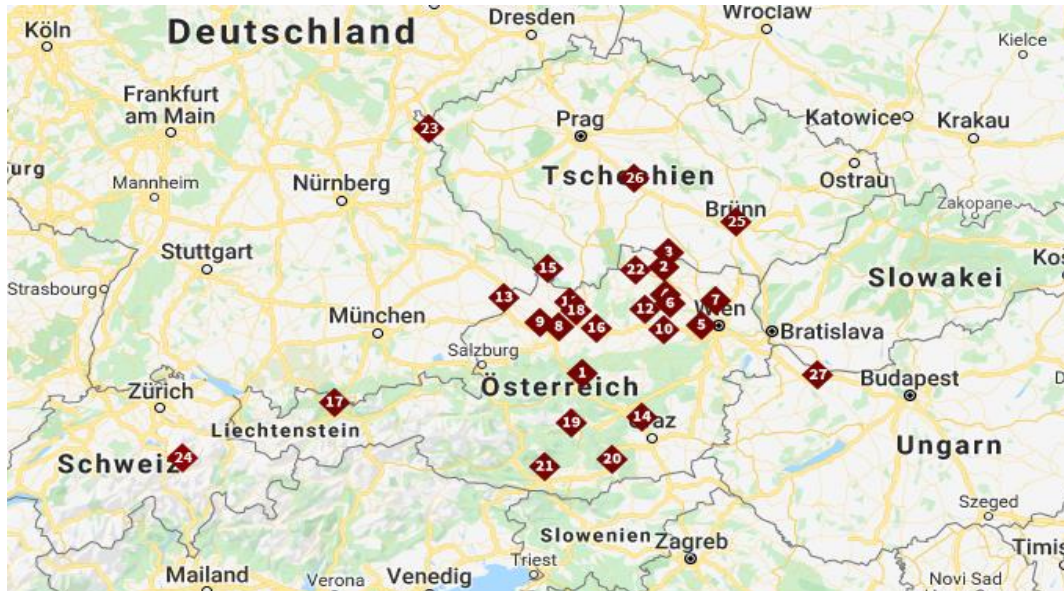 Dresden
Wroclaw
Köln
Deutschland
Kielce
Frankfurt
am Main
23
Prag
Katowice
Krakau
urg
Mannheim
Nürnberg
26
Ostrau
Zakopane
Brünn
25
Stuttgart
3
2
22
15
Slowakei
Strasbourg
13
18
6
7
12
München
9
8
16
10
5
Wien
Bratislava
Salzburg
1
Österreich
27
Budapest
Zürich
17
Liechtenstein
19
14
Graz
Ungarn
Schweiz
24
21
20
Szeged
Slowenien
Zagreb
Triest
Mailand
Verona
Venedig
Novi Sad